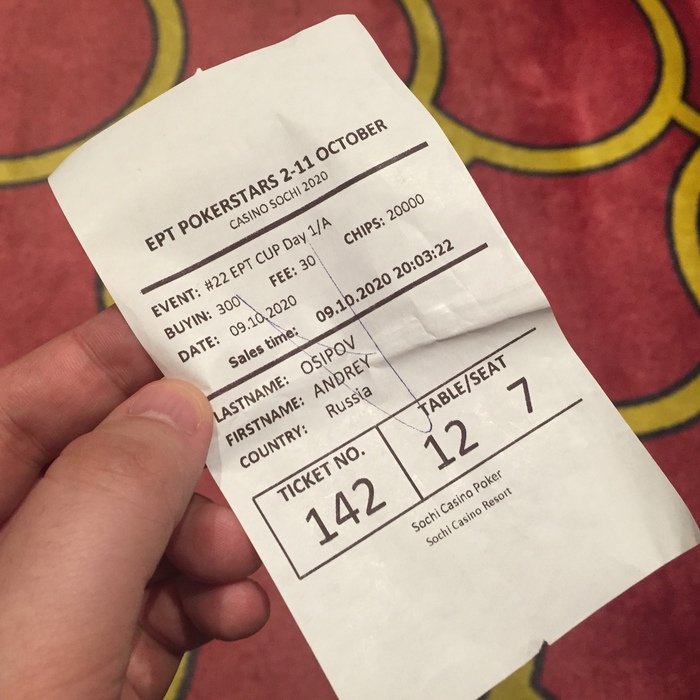 EPT POKERSTARS 2-11 OCTOBER
CASINO SOCHI 2020
EVENT: #22 EPT CUP Day 1/A
BUYIN: 300 FEE: 30 CHIPS: 20000
DATE: 09.10.2020
Sales time: 09.10.2020 20:03:22
LASTNAME: OSIPOV
FIRSTNAME: ANDREY
COUNTRY: Russia
TICKET NO. TABLE/SEAT
142 12 7
Sochi Casino Poker
Sochi Casino Resort